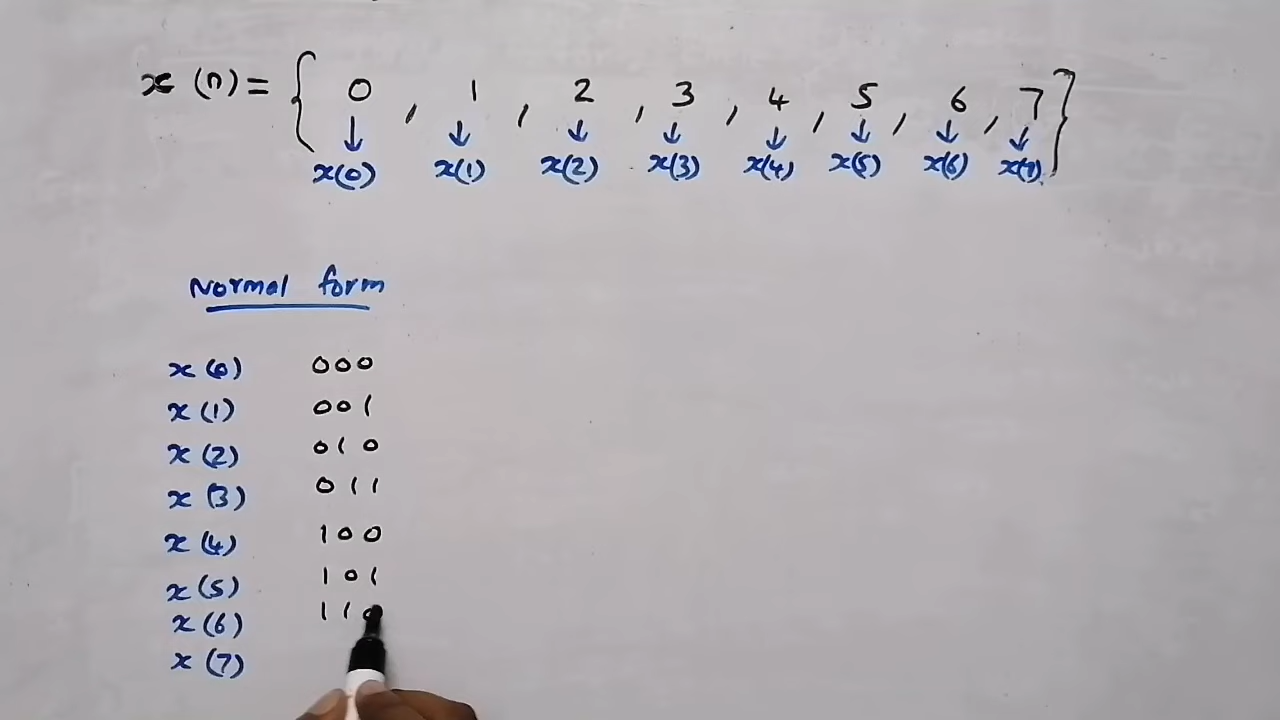 x(n) = { 0, 1, 2, 3, 4, 5, 6, 7 }
↓ ↓ ↓ ↓ ↓ ↓ ↓ ↓
x(0) x(1) x(2) x(3) x(4) x(5) x(6) x(7)
Normal form
x(0) 000
x(1) 001
x(2) 010
x(3) 011
x(4) 100
x(5) 101
x(6) 110
x(7)